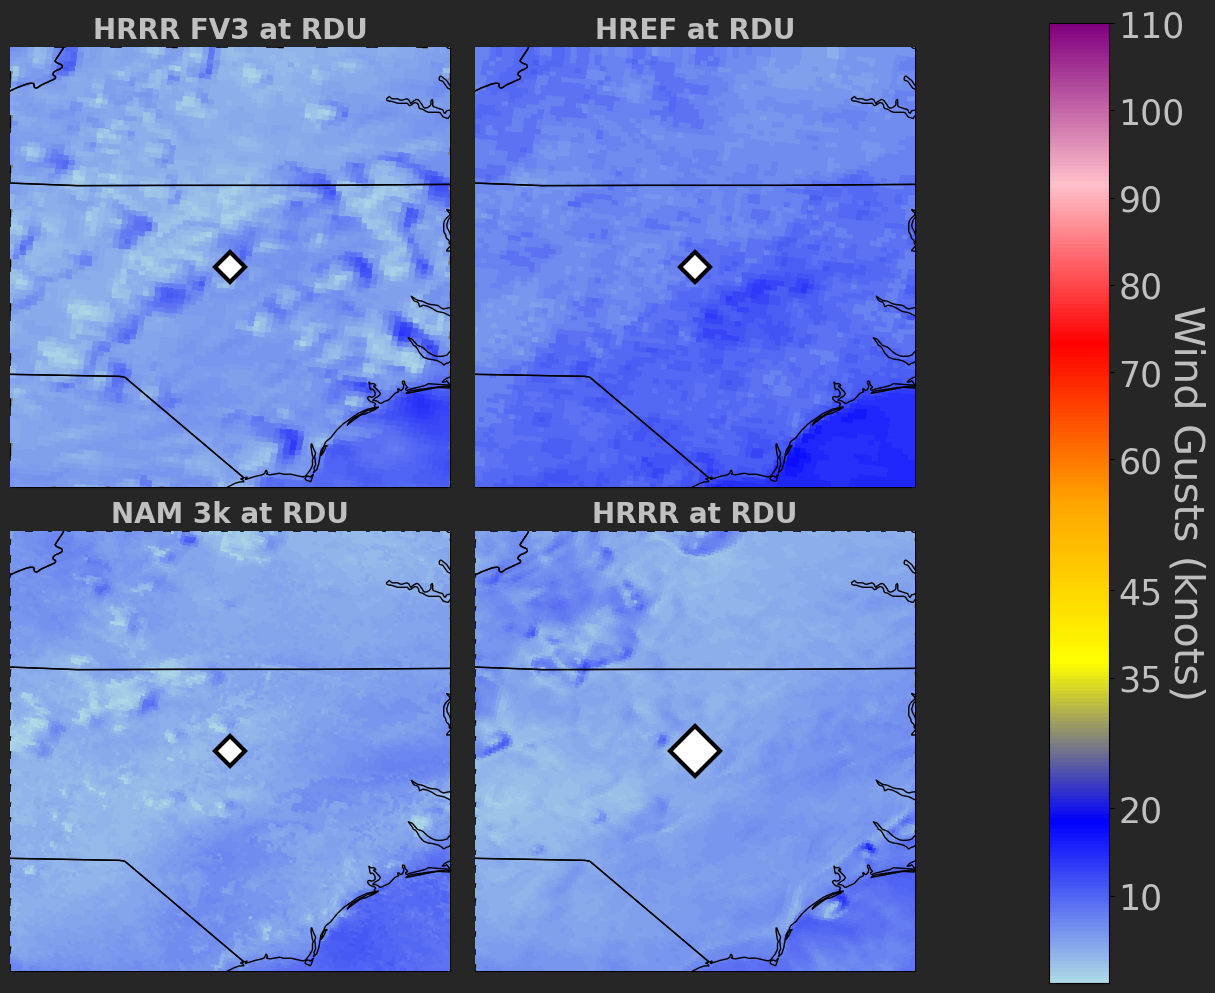 HRRR FV3 at RDU
HREF at RDU
NAM 3k at RDU
HRRR at RDU
110
100
90
80
70
60
45
35
20
10
Wind Gusts (knots)